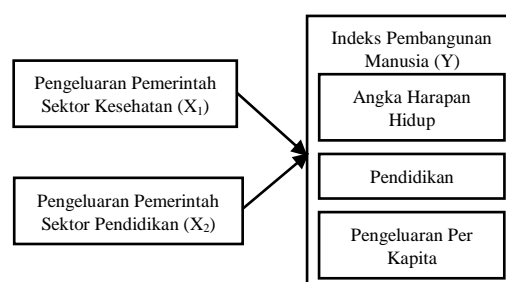 Pengeluaran Pemerintah
Sektor Kesehatan (X₁)
Pengeluaran Pemerintah
Sektor Pendidikan (X₂)
Indeks Pembangunan
Manusia (Y)
Angka Harapan
Hidup
Pendidikan
Pengeluaran Per
Kapita